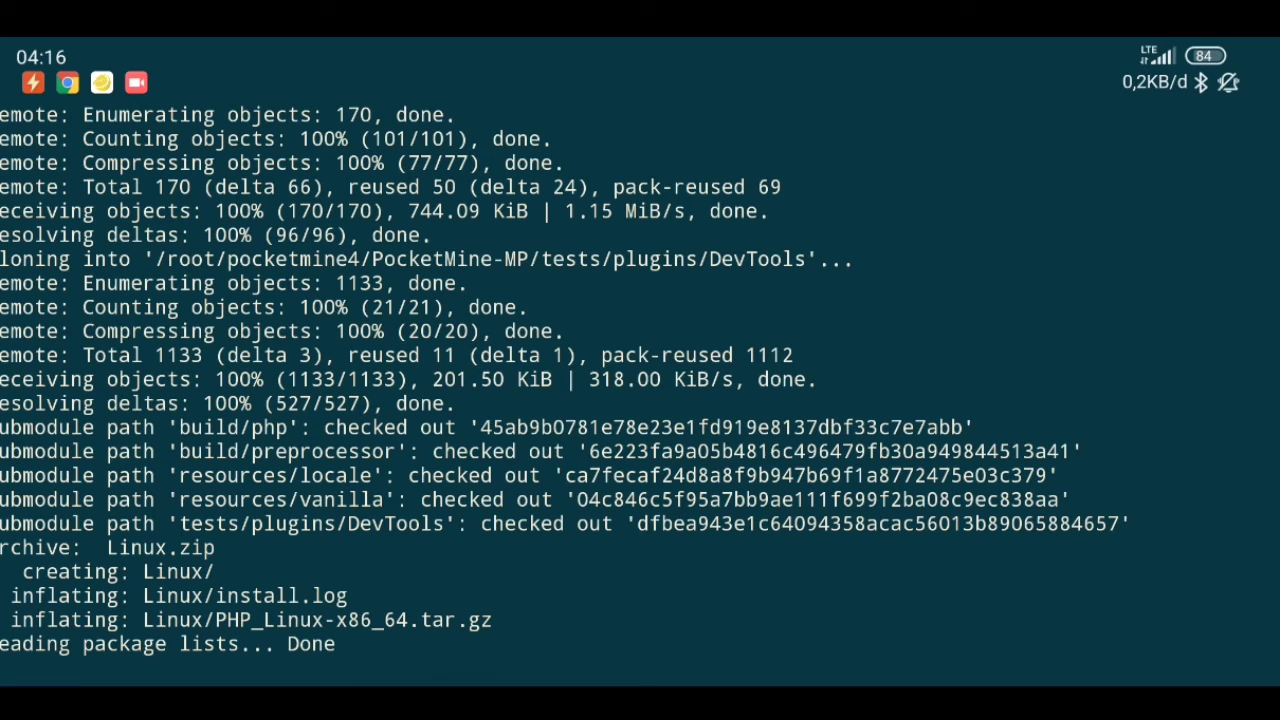 04:16
LTE
84
0,2KB/d
emote: Enumerating objects: 170, done.
emote: Counting objects: 100% (101/101), done.
emote: Compressing objects: 100% (77/77), done.
emote: Total 170 (delta 66), reused 50 (delta 24), pack-reused 69
eceiving objects: 100% (170/170), 744.09 KiB | 1.15 MiB/s, done.
esolving deltas: 100% (96/96), done.
loning into '/root/pocketmine4/PocketMine-MP/tests/plugins/DevTools'...
emote: Enumerating objects: 1133, done.
emote: Counting objects: 100% (21/21), done.
emote: Compressing objects: 100% (20/20), done.
emote: Total 1133 (delta 3), reused 11 (delta 1), pack-reused 1112
eceiving objects: 100% (1133/1133), 201.50 KiB | 318.00 KiB/s, done.
esolving deltas: 100% (527/527), done.
ubmodule path 'build/php': checked out '45ab9b0781e78e23e1fd919e8137dbf33c7e7abb'
ubmodule path 'build/preprocessor': checked out '6e223fa9a05b4816c496479fb30a949844513a41'
ubmodule path 'resources/locale': checked out 'ca7fecaf24d8a8f9b947b69f1a8772475e03c379'
ubmodule path 'resources/vanilla': checked out '04c846c5f95a7bb9ae111f699f2ba08c9ec838aa'
ubmodule path 'tests/plugins/DevTools': checked out 'dfbea943e1c64094358acac56013b89065884657'
rchive:  Linux.zip
  creating: Linux/
 inflating: Linux/install.log
 inflating: Linux/PHP_Linux-x86_64.tar.gz
eading package lists... Done